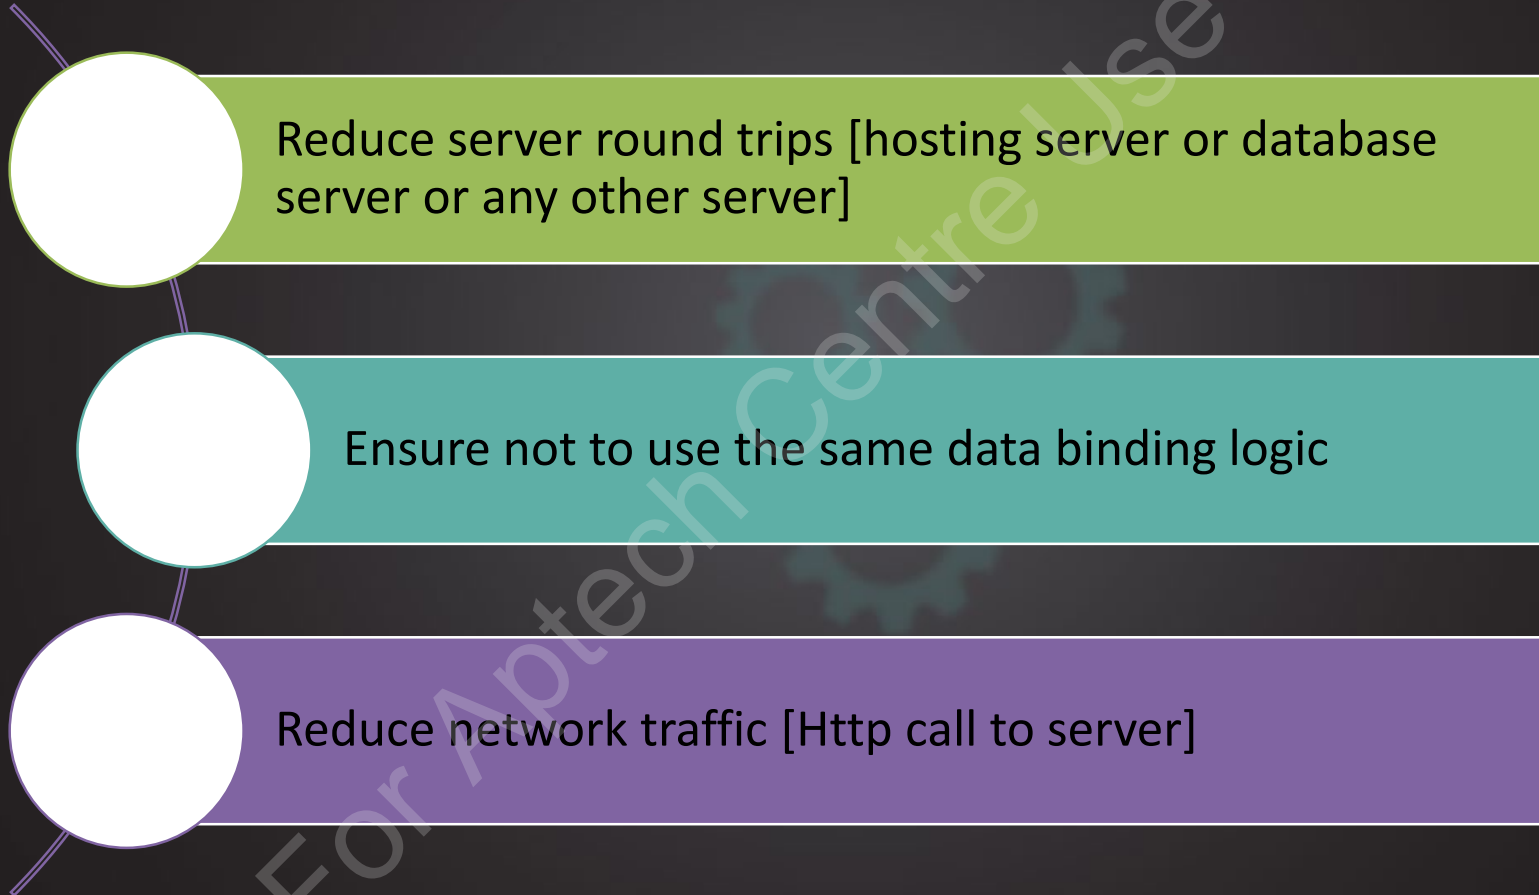 Reduce server round trips [hosting server or database
server or any other server]
Ensure not to use the same data binding logic
Reduce network traffic [Http call to server]
For Aptech Centre Use